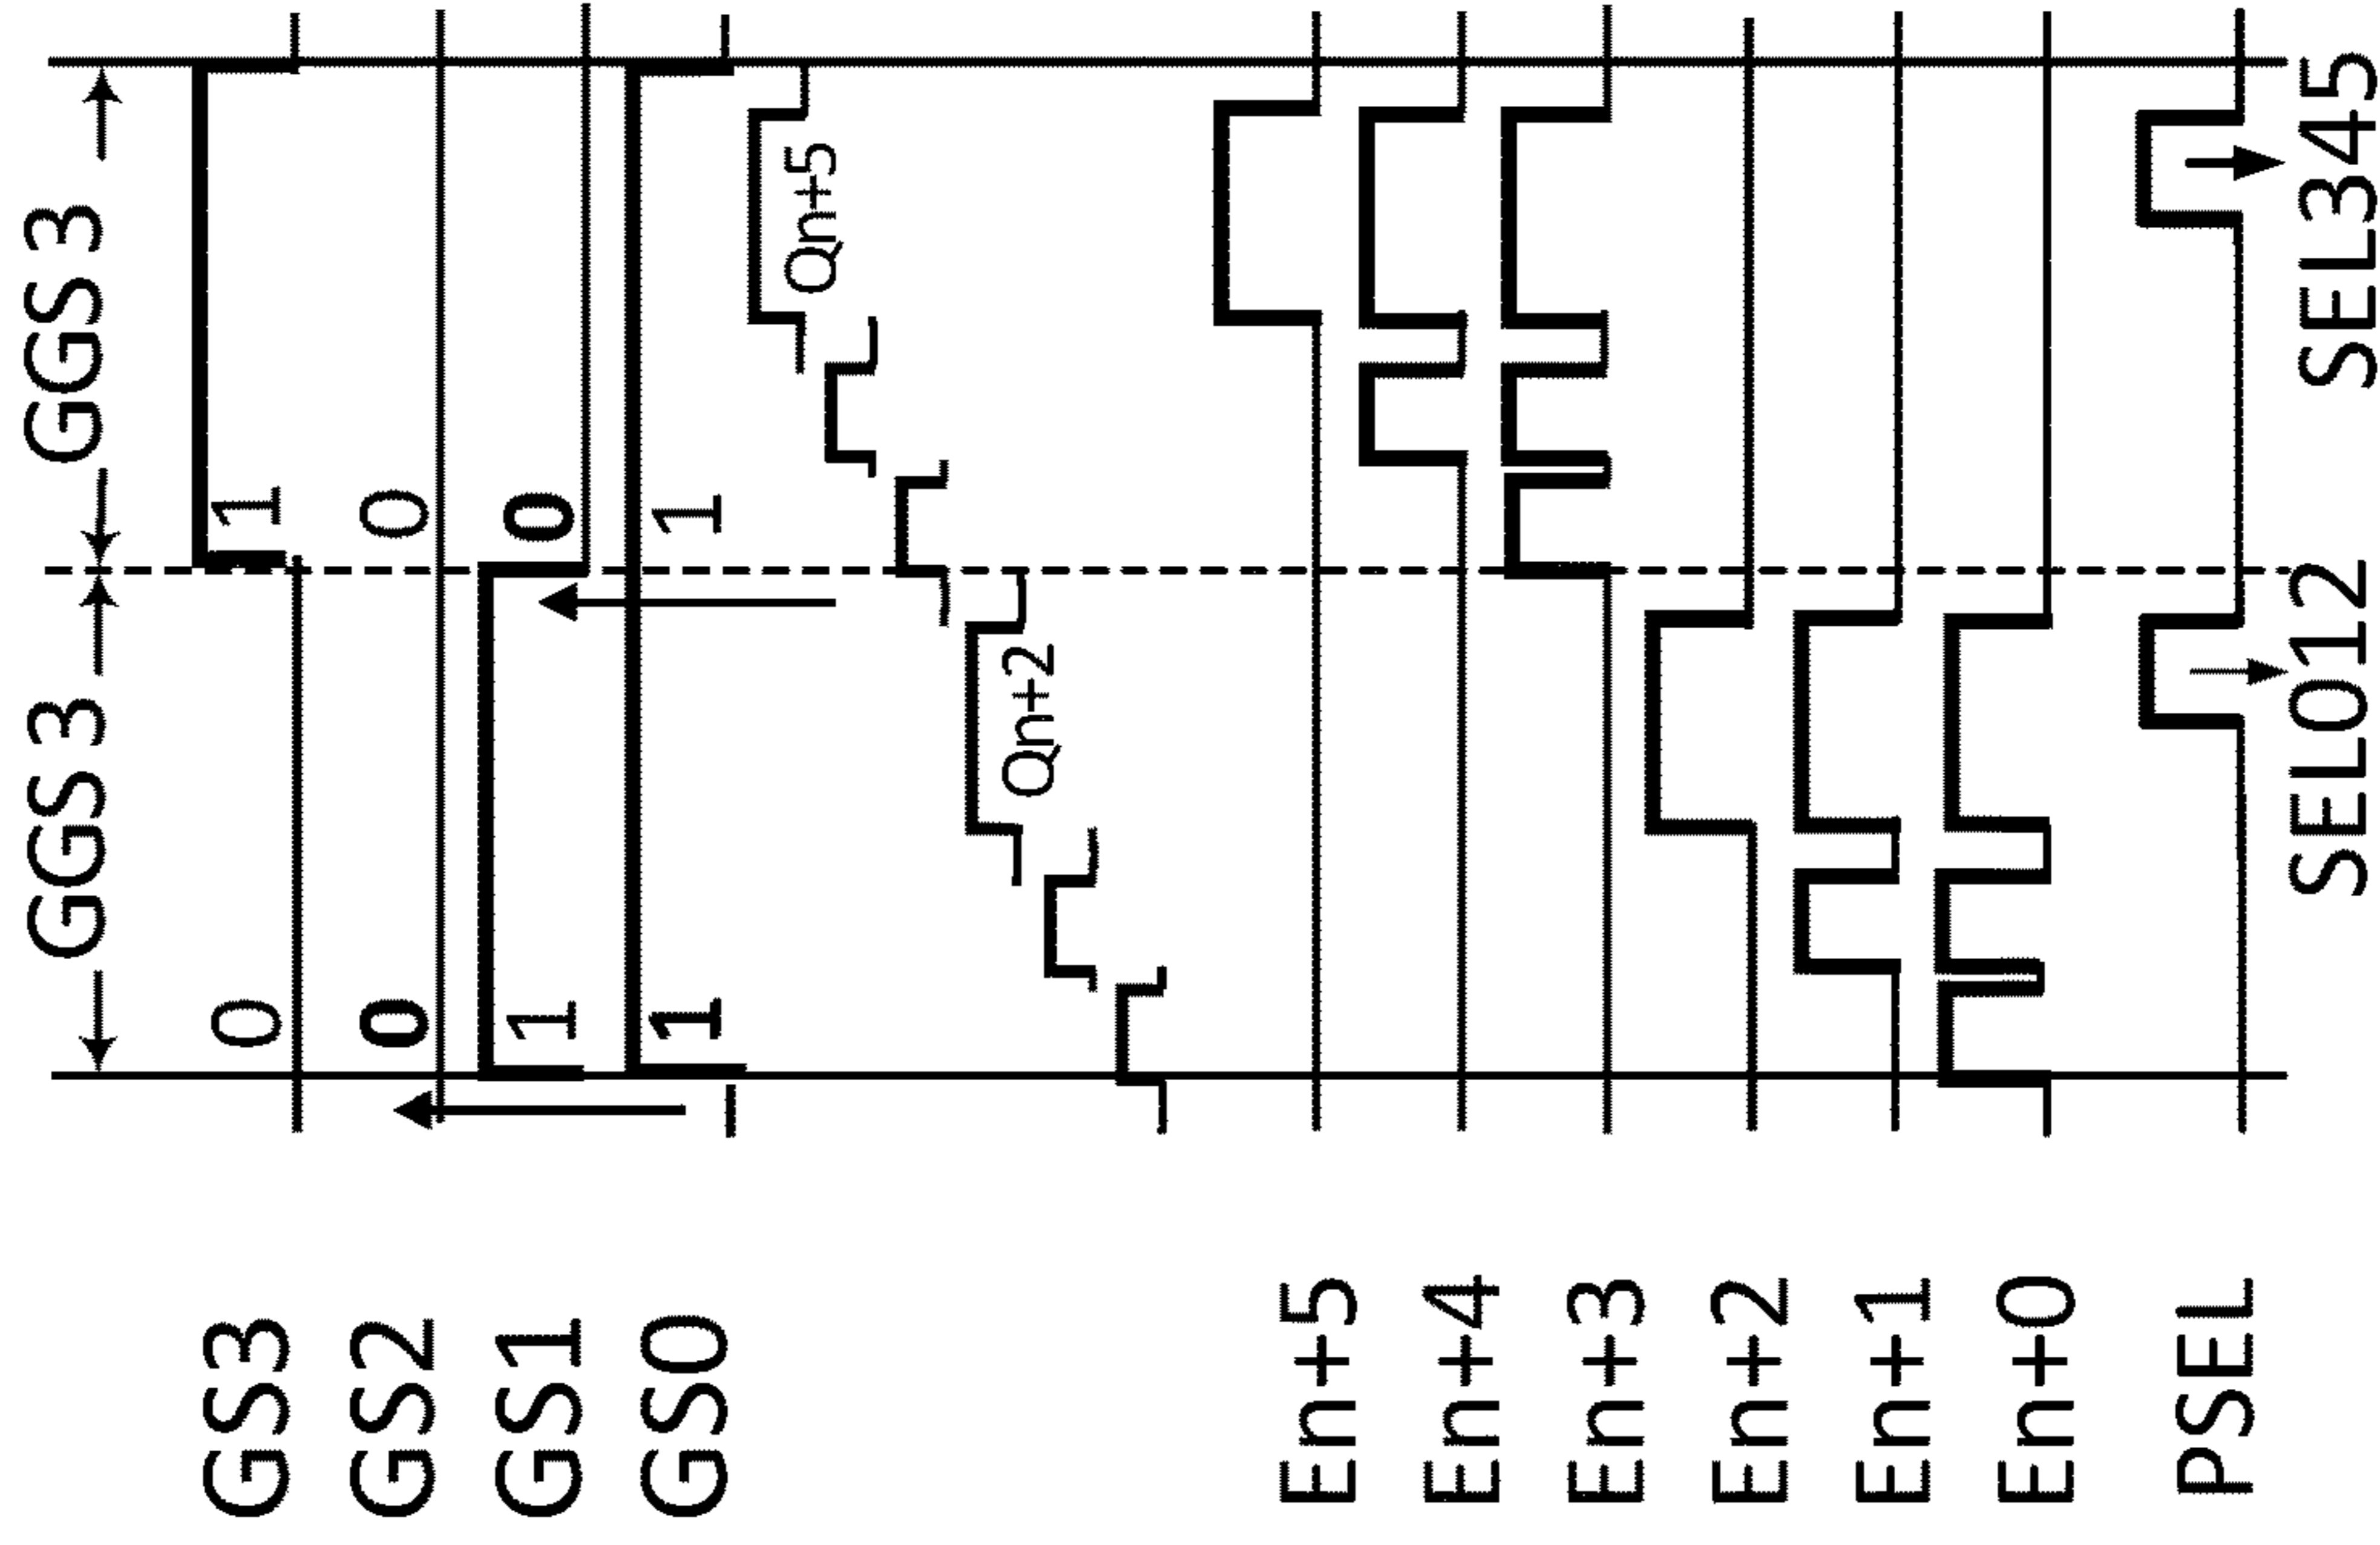 GGS 3 GGS 3
GS3 0 1
GS2 0 0
GS1 1 0
GS0 1 1
Qn+5
Qn+2
En+5
En+4
En+3
En+2
En+1
En+0
PSEL
SEL012 SEL345